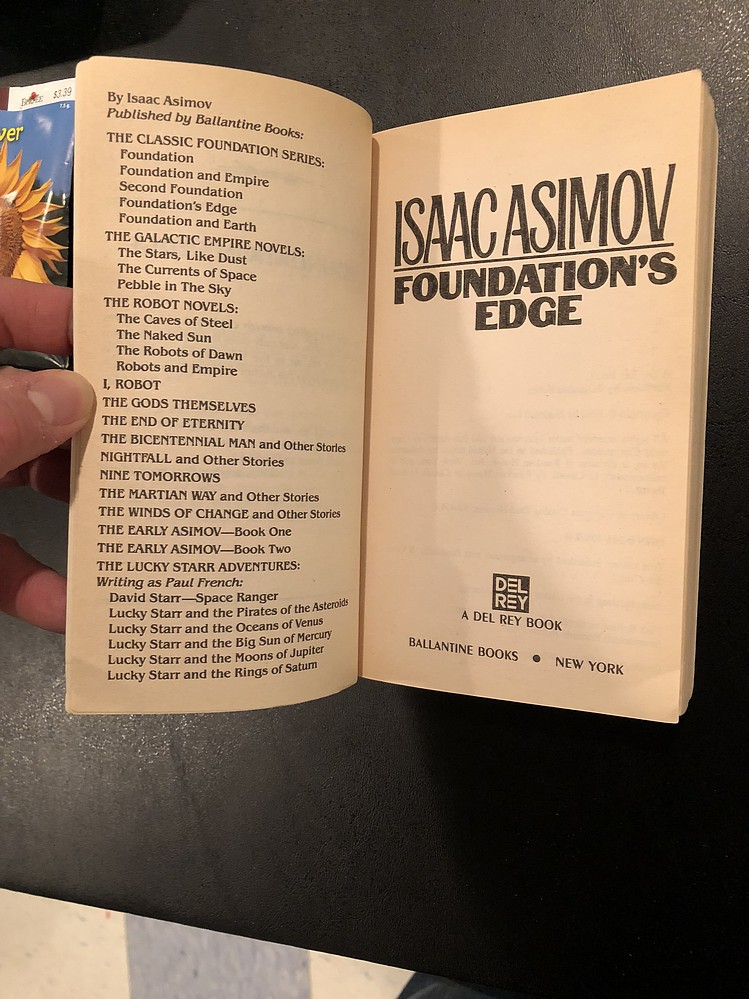 $3.39
ver
By Isaac Asimov
Published by Ballantine Books:
THE CLASSIC FOUNDATION SERIES:
Foundation
Foundation and Empire
Second Foundation
Foundation's Edge
Foundation and Earth
THE GALACTIC EMPIRE NOVELS:
The Stars, Like Dust
The Currents of Space
Pebble in The Sky
THE ROBOT NOVELS:
The Caves of Steel
The Naked Sun
The Robots of Dawn
Robots and Empire
I, ROBOT
THE GODS THEMSELVES
THE END OF ETERNITY
THE BICENTENNIAL MAN and Other Stories
NIGHTFALL and Other Stories
NINE TOMORROWS
THE MARTIAN WAY and Other Stories
THE WINDS OF CHANGE and Other Stories
THE EARLY ASIMOV—Book One
THE EARLY ASIMOV—Book Two
THE LUCKY STARR ADVENTURES:
Writing as Paul French:
David Starr—Space Ranger
Lucky Starr and the Pirates of the Asteroids
Lucky Starr and the Oceans of Venus
Lucky Starr and the Big Sun of Mercury
Lucky Starr and the Moons of Jupiter
Lucky Starr and the Rings of Saturn
ISAAC ASIMOV
FOUNDATION'S
EDGE
DEL
REY
A DEL REY BOOK
BALLANTINE BOOKS ● NEW YORK